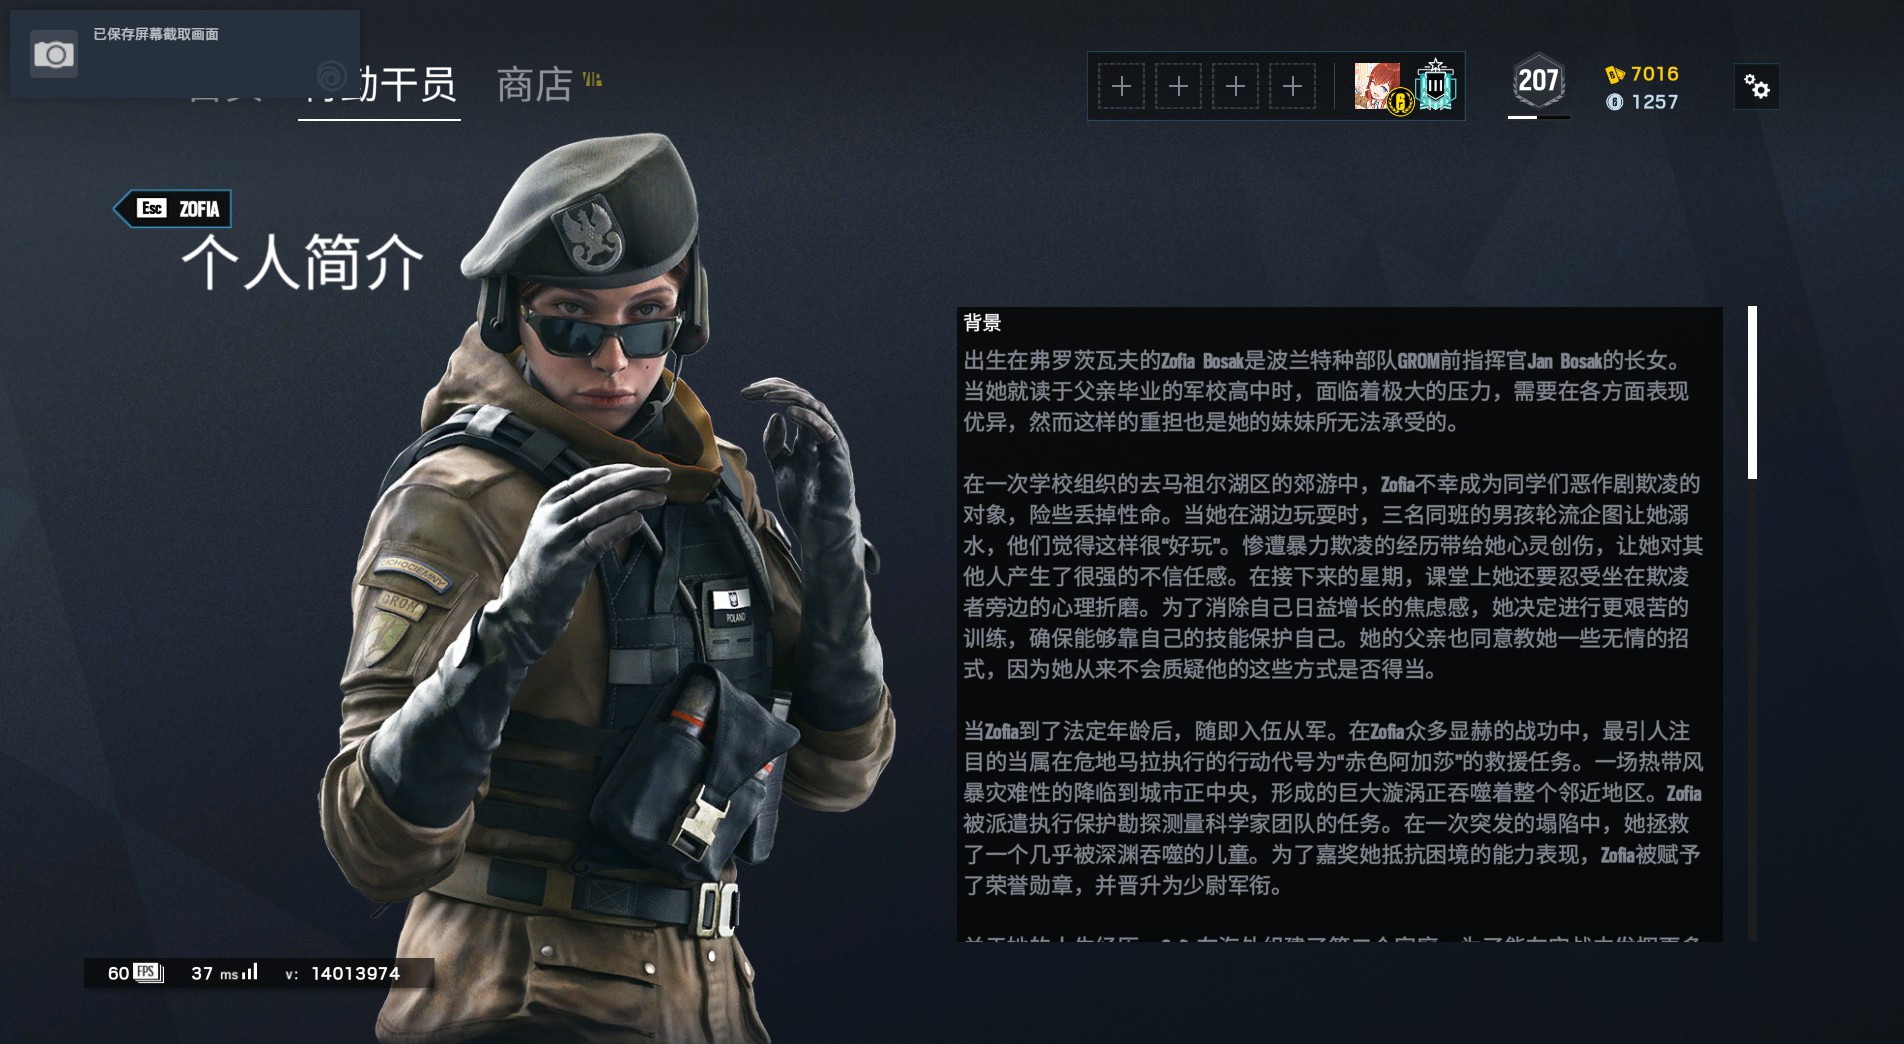 已保存屏幕截取画面
动干员
商店
207
7016
1257
Esc ZOFIA
个人简介
背景
出生在弗罗茨瓦夫的Zofia Bosak是波兰特种部队GROM前指挥官Jan Bosak的长女。
当她就读于父亲毕业的军校高中时，面临着极大的压力，需要在各方面表现
优异，然而这样的重担也是她的妹妹所无法承受的。
在一次学校组织的去马祖尔湖区的郊游中，Zofia不幸成为同学们恶作剧欺凌的
对象，险些丢掉性命。当她在湖边玩耍时，三名同班的男孩轮流企图让她溺
水，他们觉得这样很“好玩”。惨遭暴力欺凌的经历带给她心灵创伤，让她对其
他人产生了很强的不信任感。在接下来的星期，课堂上她还要忍受坐在欺凌
者旁边的心理折磨。为了消除自己日益增长的焦虑感，她决定进行更艰苦的
训练，确保能够靠自己的技能保护自己。她的父亲也同意教她一些无情的招
式，因为她从来不会质疑他的这些方式是否得当。
当Zofia到了法定年龄后，随即入伍从军。在Zofia众多显赫的战功中，最引人注
目的当属在危地马拉执行的行动代号为“赤色阿加莎”的救援任务。一场热带风
暴灾难性的降临到城市正中央，形成的巨大漩涡正吞噬着整个邻近地区。Zofia
被派遣执行保护勘探测量科学家团队的任务。在一次突发的塌陷中，她拯救
了一个几乎被深渊吞噬的儿童。为了嘉奖她抵抗困境的能力表现，Zofia被赋予
了荣誉勋章，并晋升为少尉军衔。
CICHOCIEMNY
GROM
POLAND
60 FPS 37 ms v: 14013974